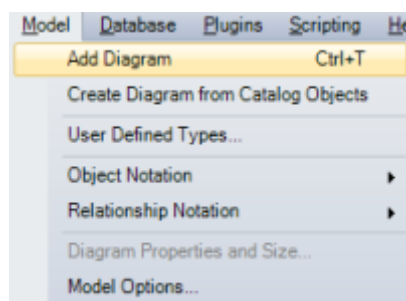 Model Database Plugins Scripting He
Add Diagram Ctrl+T
Create Diagram from Catalog Objects
User Defined Types...
Object Notation
Relationship Notation
Diagram Properties and Size...
Model Options...